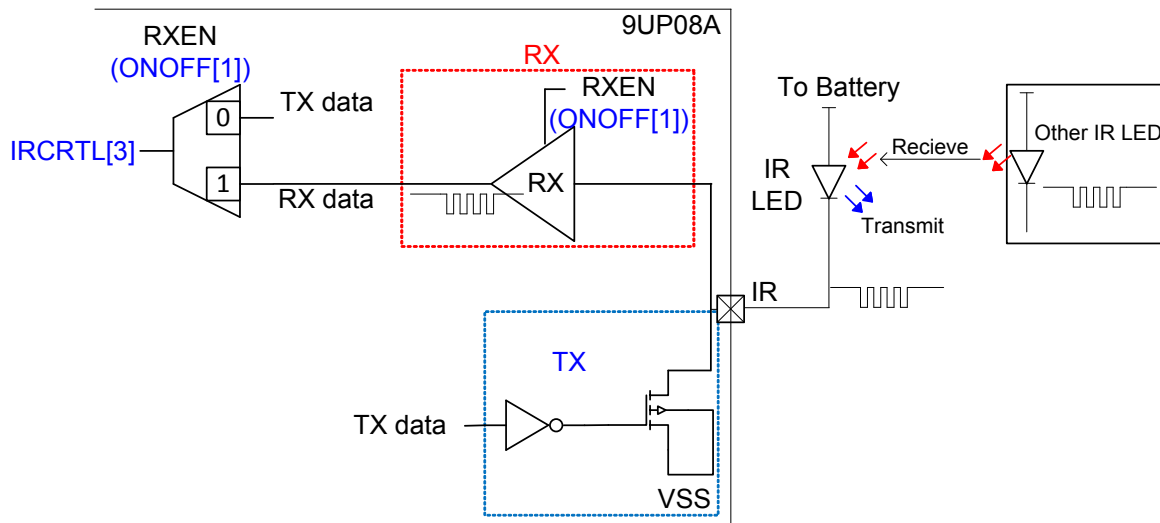 9UP08A
RXEN
(ONOFF[1])
RX
RXEN
(ONOFF[1])
0
TX data
IRCRTL[3]
1
RX data
RX
To Battery
Other IR LED
Recieve
IR
LED
Transmit
IR
TX
TX data
VSS